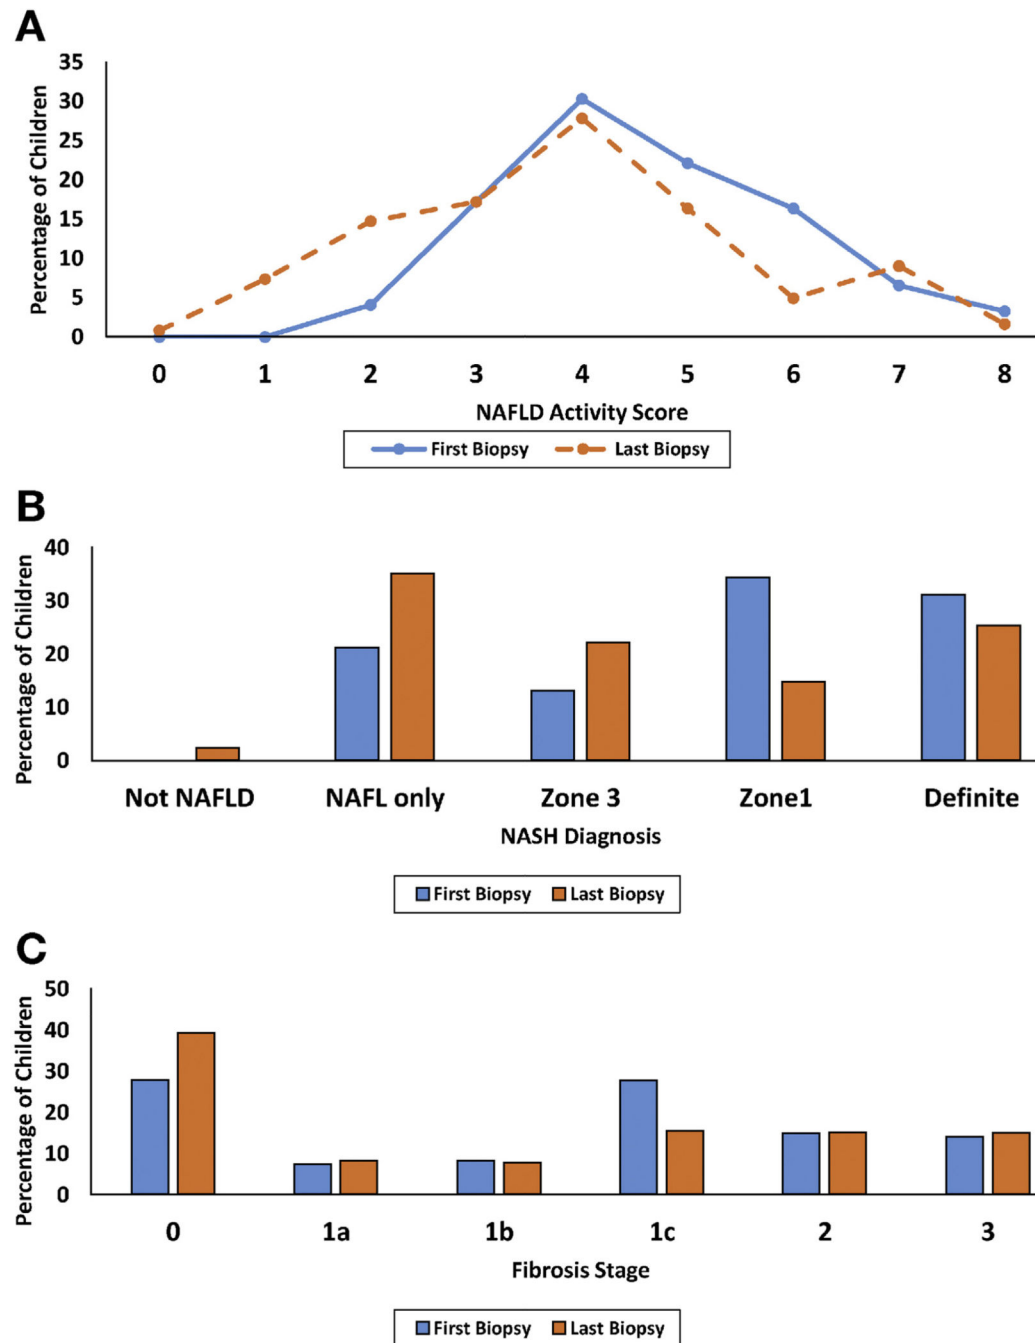 A
35
30
25
20
15
10
5
0
Percentage of Children
0 1 2 3 4 5 6 7 8
NAFLD Activity Score
First Biopsy Last Biopsy
B
40
30
20
10
0
Percentage of Children
Not NAFLD NAFL only Zone 3 Zone1 Definite
NASH Diagnosis
First Biopsy Last Biopsy
C
50
40
30
20
10
0
Percentage of Children
0 1a 1b 1c 2 3
Fibrosis Stage
First Biopsy Last Biopsy